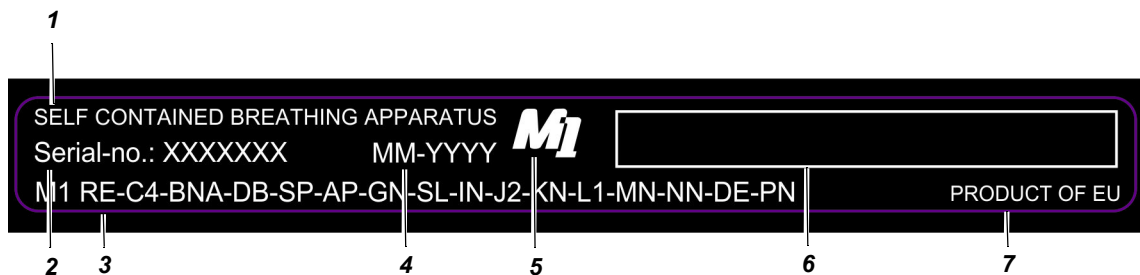 1
SELF CONTAINED BREATHING APPARATUS
Serial-no.: XXXXXXX MM-YYYY M1
M1 RE-C4-BNA-DB-SP-AP-GN-SL-IN-J2-KN-L1-MN-NN-DE-PN PRODUCT OF EU
2 3 4 5 6 7